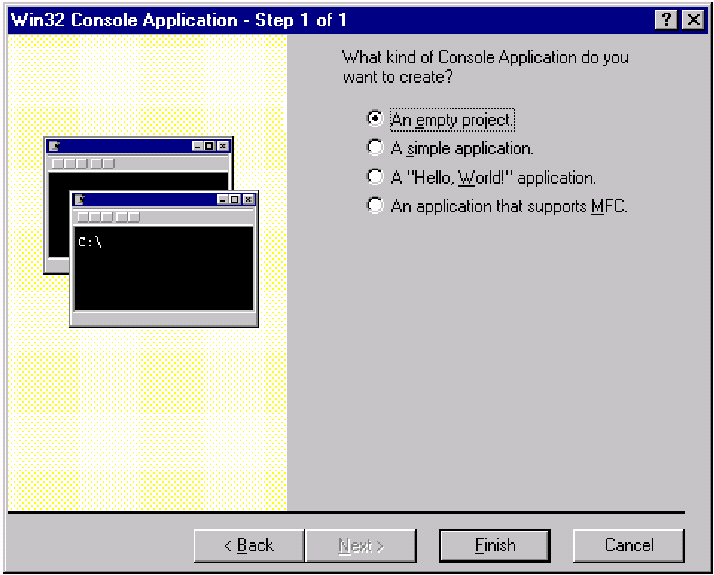 Win32 Console Application - Step 1 of 1
What kind of Console Application do you
want to create?
An empty project.
A simple application.
A "Hello, World!" application.
An application that supports MFC.
C:\
< Back
Next >
Finish
Cancel